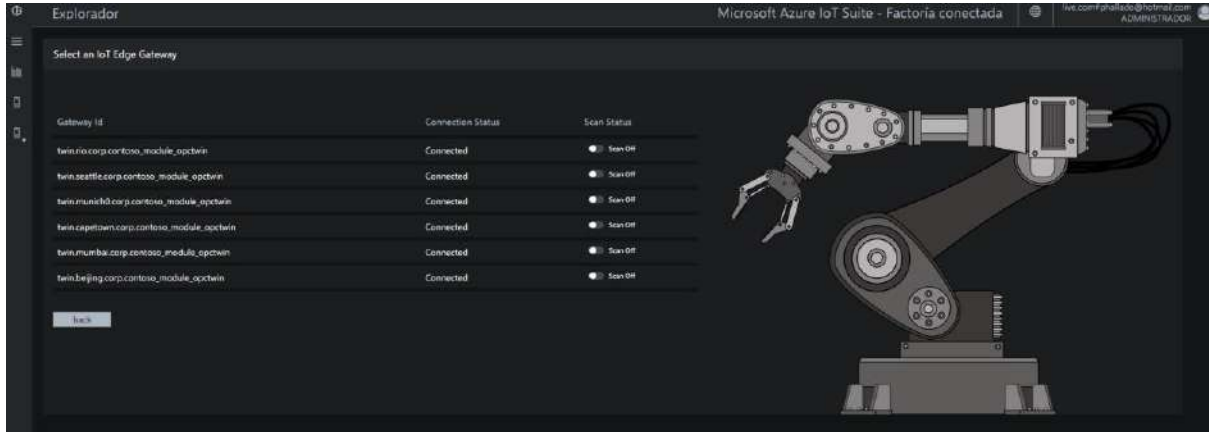 Explorador
Microsoft Azure IoT Suite - Factoría conectada
ADMINISTRADOR
Select an IoT Edge Gateway
Gateway Id Connection Status Scan Status
twin.rio.corp.contoso_module_opctwin Connected Scan Off
twin.seattle.corp.contoso_module_opctwin Connected Scan Off
twin.munich0.corp.contoso_module_opctwin Connected Scan Off
twin.capetown.corp.contoso_module_opctwin Connected Scan Off
twin.mumbai.corp.contoso_module_opctwin Connected Scan Off
twin.beijing.corp.contoso_module_opctwin Connected Scan Off
back